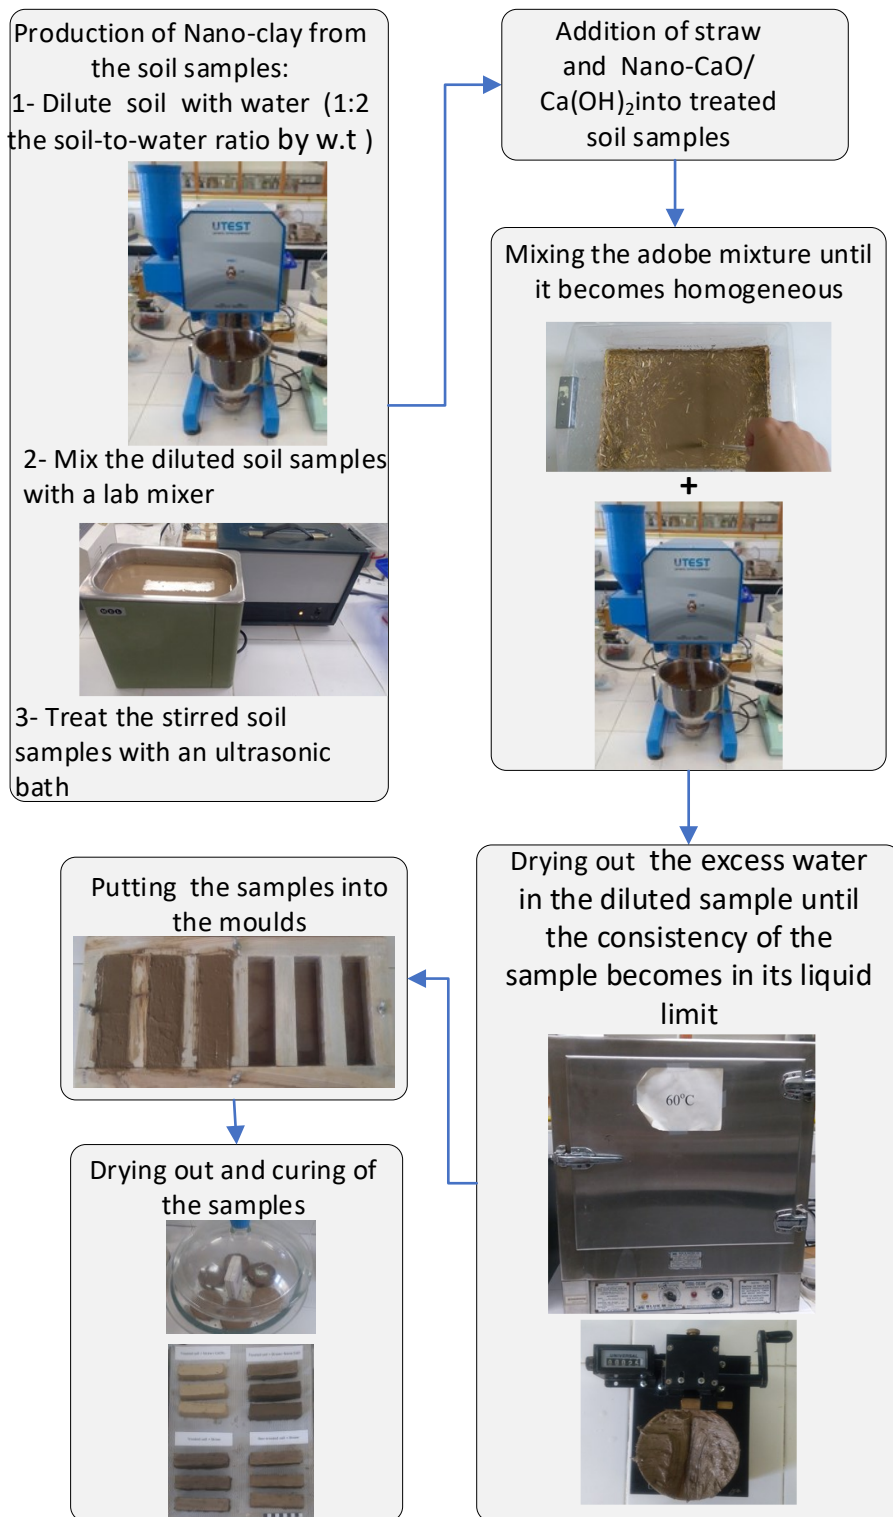 Production of Nano-clay from
the soil samples:
1- Dilute soil with water (1:2
the soil-to-water ratio by w.t )
UTEST
2- Mix the diluted soil samples
with a lab mixer
3- Treat the stirred soil
samples with an ultrasonic
bath
Addition of straw
and Nano-CaO/
Ca(OH)₂into treated
soil samples
Mixing the adobe mixture until
it becomes homogeneous
+
UTEST
Drying out the excess water
in the diluted sample until
the consistency of the
sample becomes in its liquid
limit
60°C
Putting the samples into
the moulds
Drying out and curing of
the samples